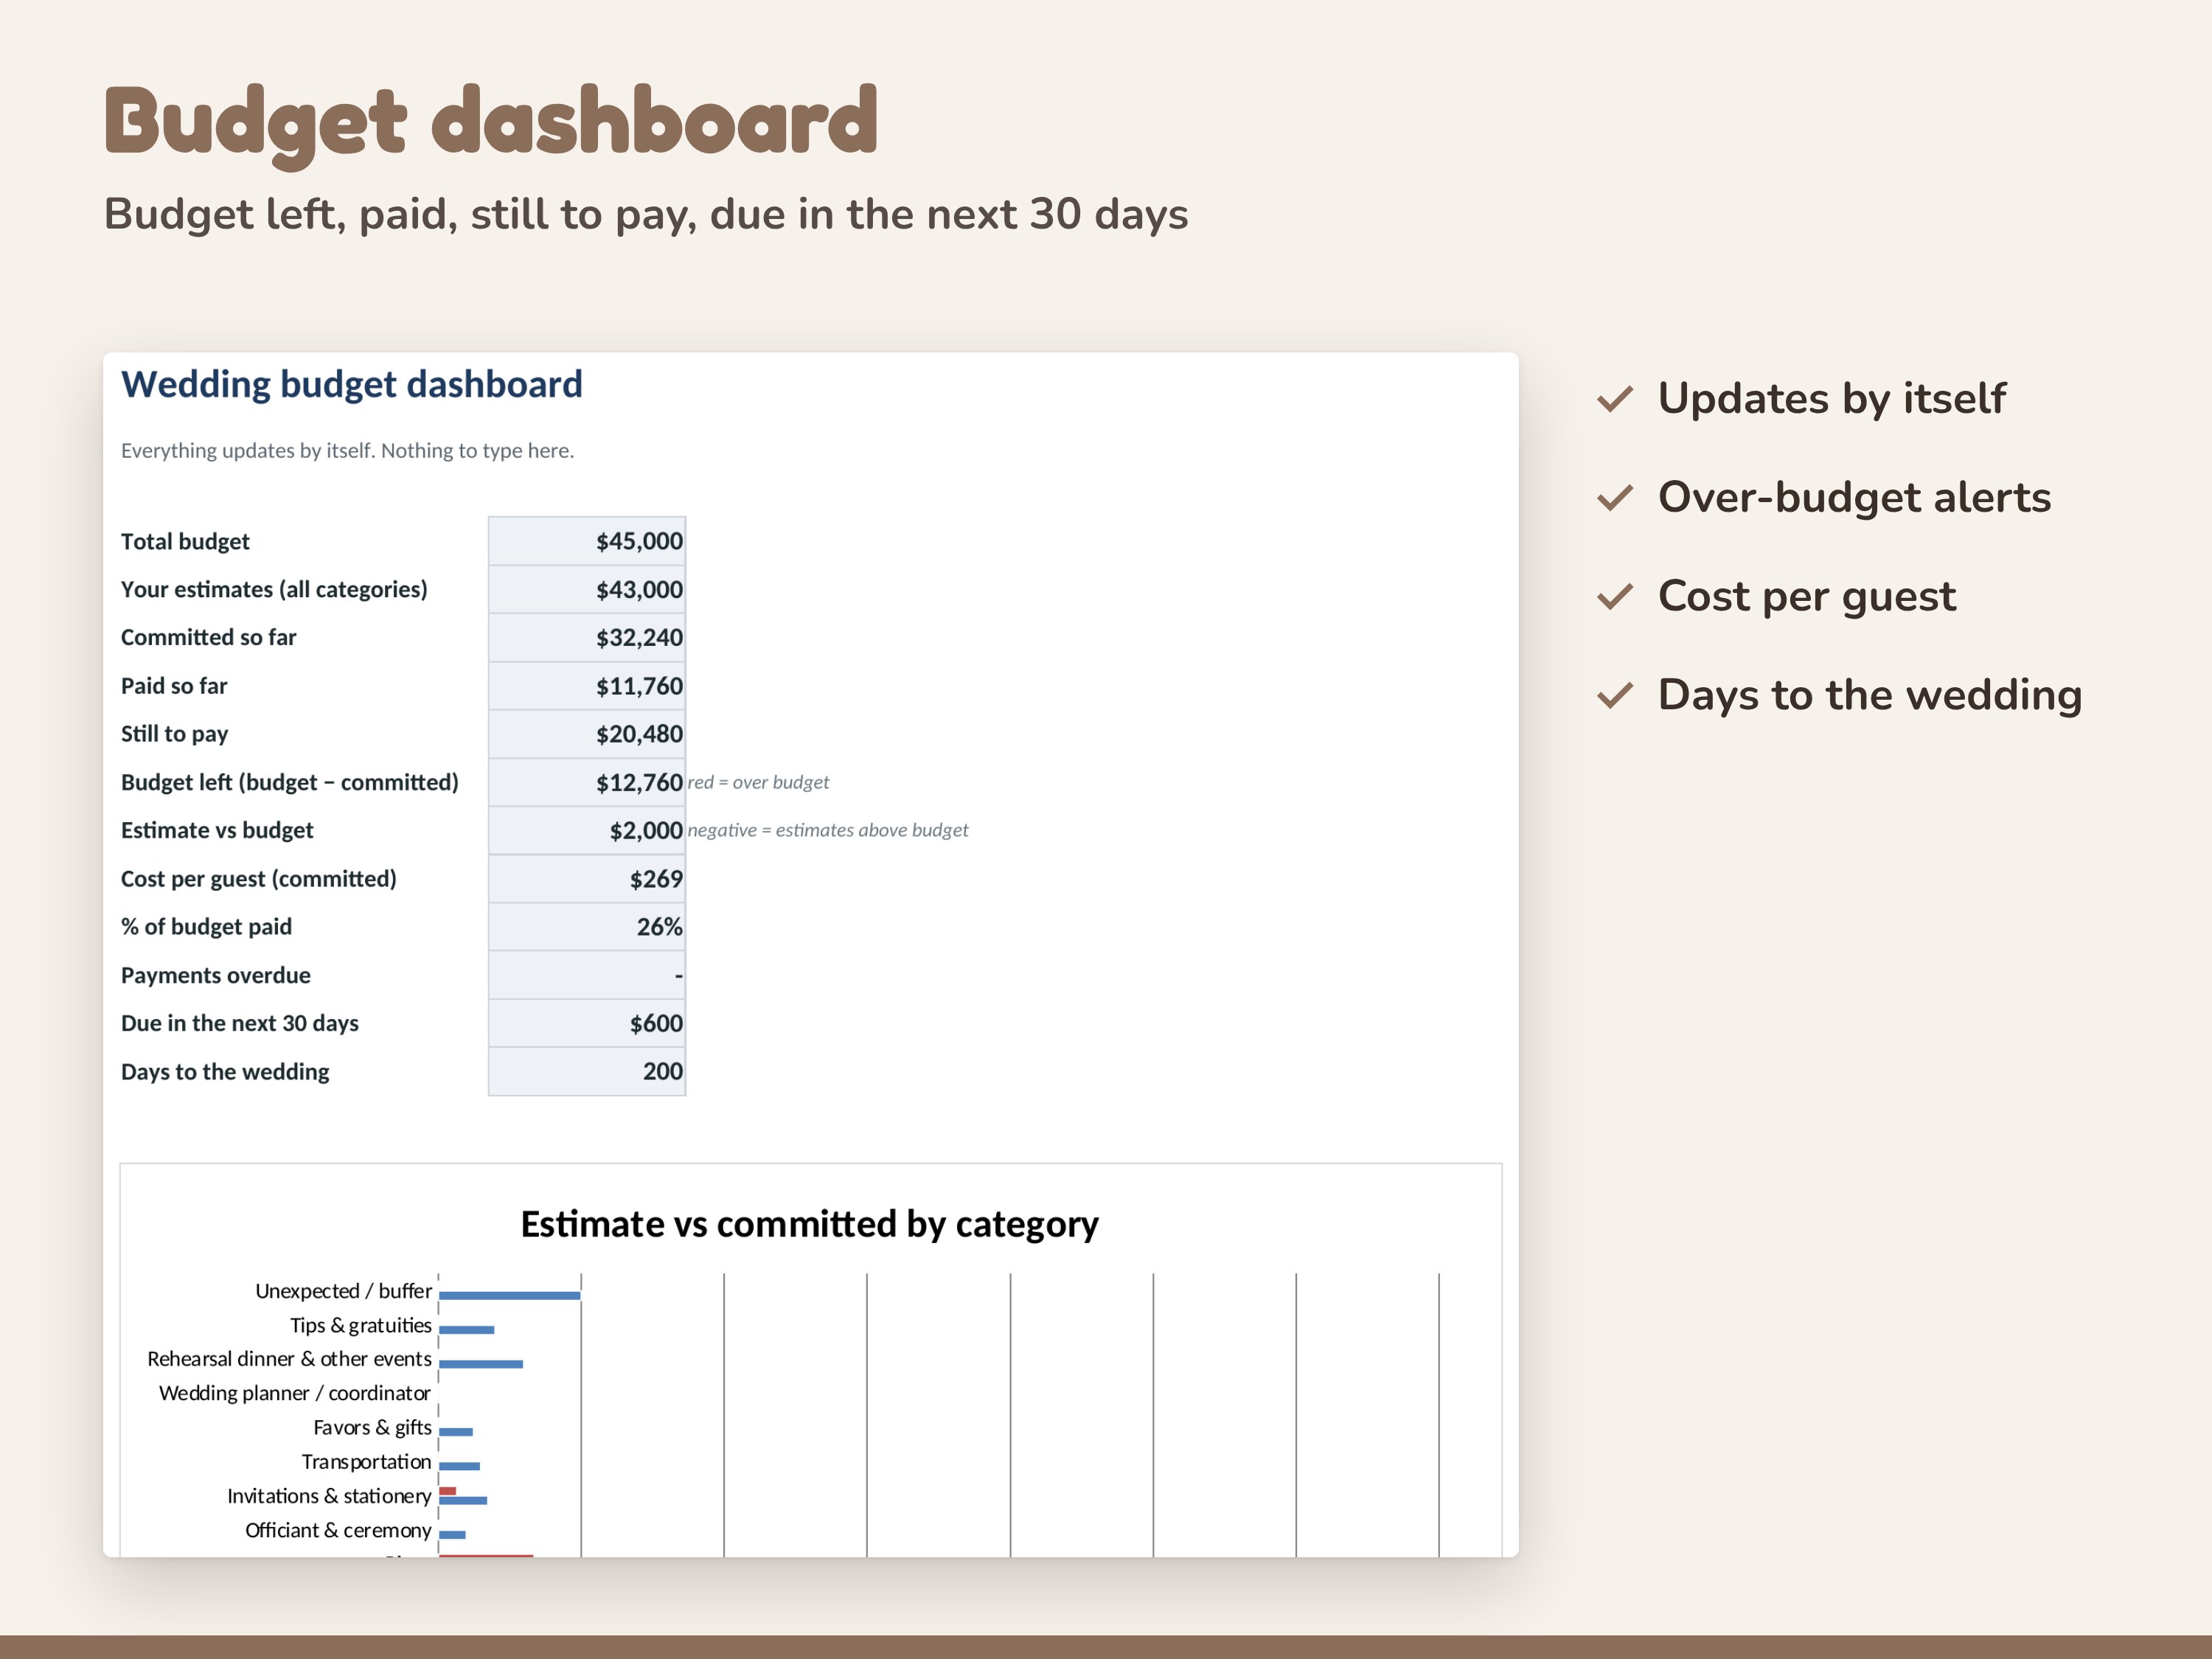 Budget dashboard
Budget left, paid, still to pay, due in the next 30 days
Wedding budget dashboard
Everything updates by itself. Nothing to type here.
Total budget $45,000
Your estimates (all categories) $43,000
Committed so far $32,240
Paid so far $11,760
Still to pay $20,480
Budget left (budget − committed) $12,760 red = over budget
Estimate vs budget $2,000 negative = estimates above budget
Cost per guest (committed) $269
% of budget paid 26%
Payments overdue -
Due in the next 30 days $600
Days to the wedding 200
Estimate vs committed by category
Unexpected / buffer
Tips & gratuities
Rehearsal dinner & other events
Wedding planner / coordinator
Favors & gifts
Transportation
Invitations & stationery
Officiant & ceremony
Updates by itself
Over-budget alerts
Cost per guest
Days to the wedding